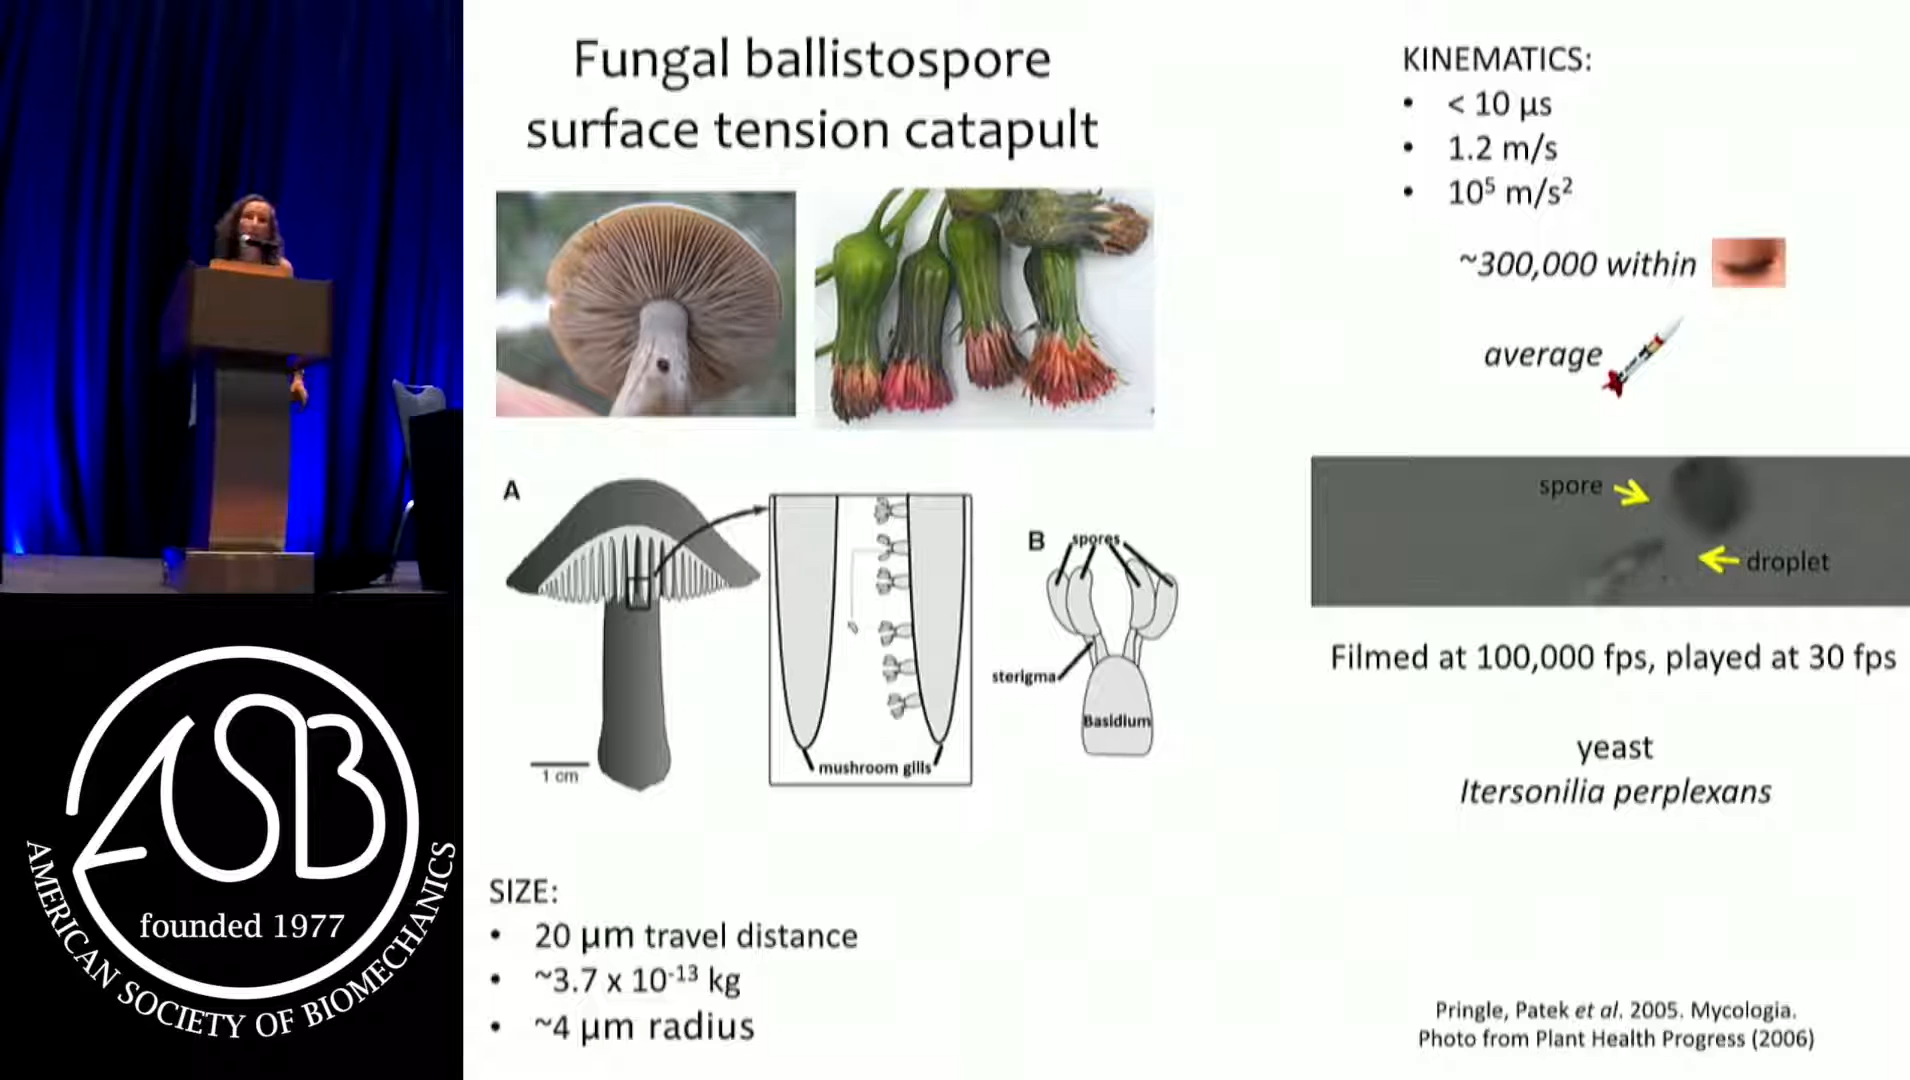 Fungal ballistospore
surface tension catapult
KINEMATICS:
• < 10 µs
• 1.2 m/s
• 10⁵ m/s²
~300,000 within
average
A
mushroom gills
1 cm
B
spores
sterigma
Basidium
spore
droplet
Filmed at 100,000 fps, played at 30 fps
yeast
Itersonilia perplexans
SIZE:
• 20 µm travel distance
• ~3.7 x 10⁻¹³ kg
• ~4 µm radius
Pringle, Patek et al. 2005. Mycologia.
Photo from Plant Health Progress (2006)
ASB
founded 1977
AMERICAN SOCIETY OF BIOMECHANICS